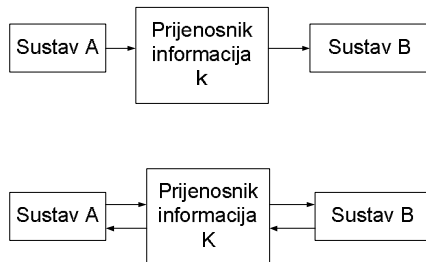 Sustav A
Prijenosnik
informacija
k
Sustav B
Sustav A
Prijenosnik
informacija
K
Sustav B